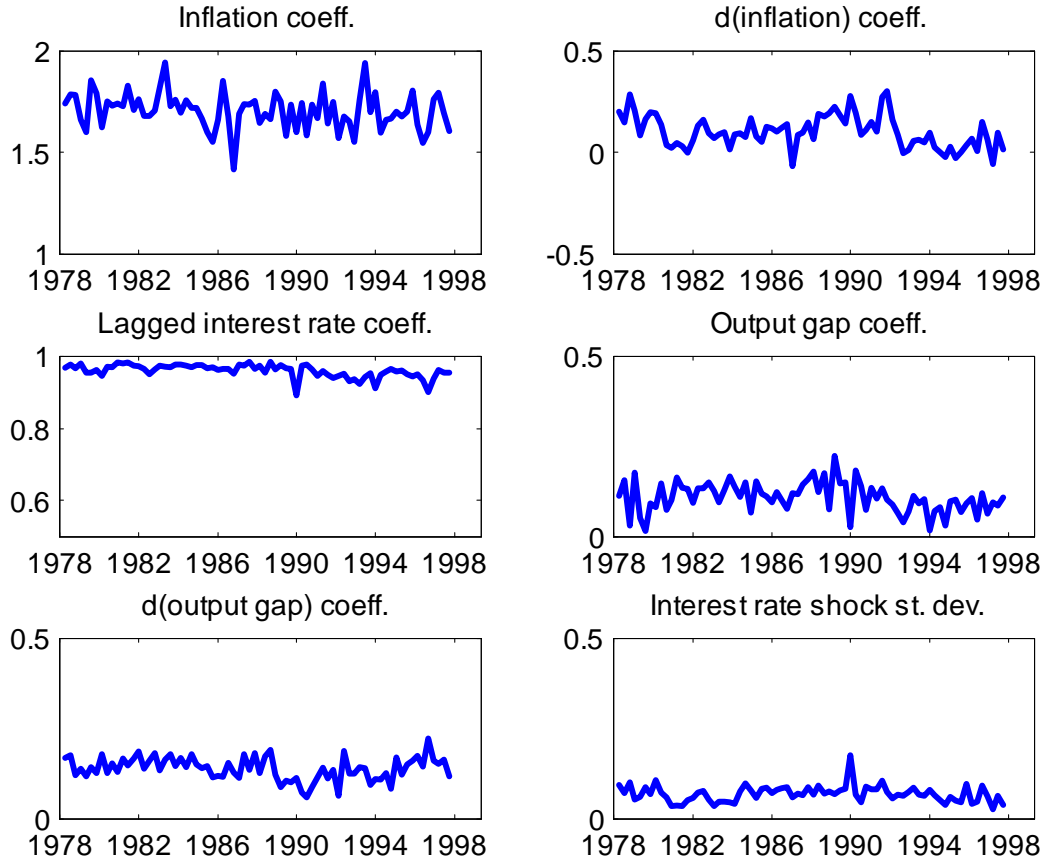 Inflation coeff.
2
1.5
1
1978 1982 1986 1990 1994 1998
d(inflation) coeff.
0.5
0
-0.5
1978 1982 1986 1990 1994 1998
Lagged interest rate coeff.
1
0.8
0.6
1978 1982 1986 1990 1994 1998
Output gap coeff.
0.5
0
1978 1982 1986 1990 1994 1998
d(output gap) coeff.
0.5
0
1978 1982 1986 1990 1994 1998
Interest rate shock st. dev.
0.5
0
1978 1982 1986 1990 1994 1998